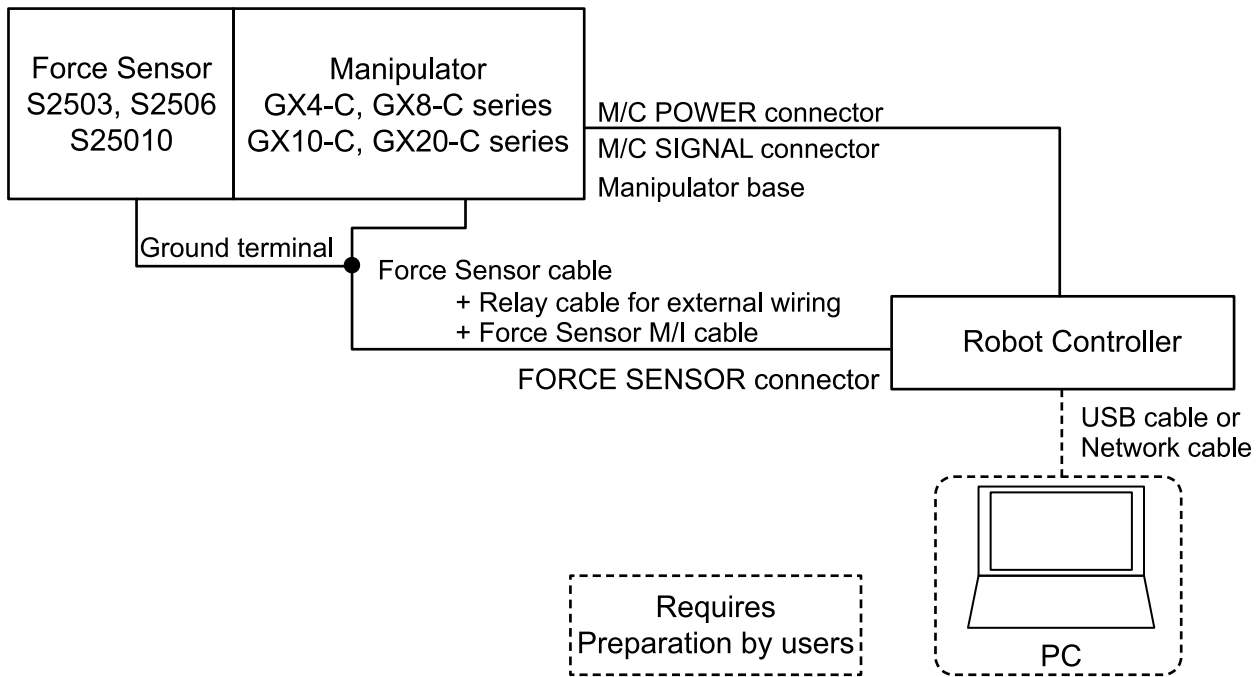 Force Sensor
S2503, S2506
S25010
Manipulator
GX4-C, GX8-C series
GX10-C, GX20-C series
M/C POWER connector
M/C SIGNAL connector
Manipulator base
Ground terminal
Force Sensor cable
+ Relay cable for external wiring
+ Force Sensor M/I cable
FORCE SENSOR connector
Robot Controller
USB cable or
Network cable
Requires
Preparation by users
PC